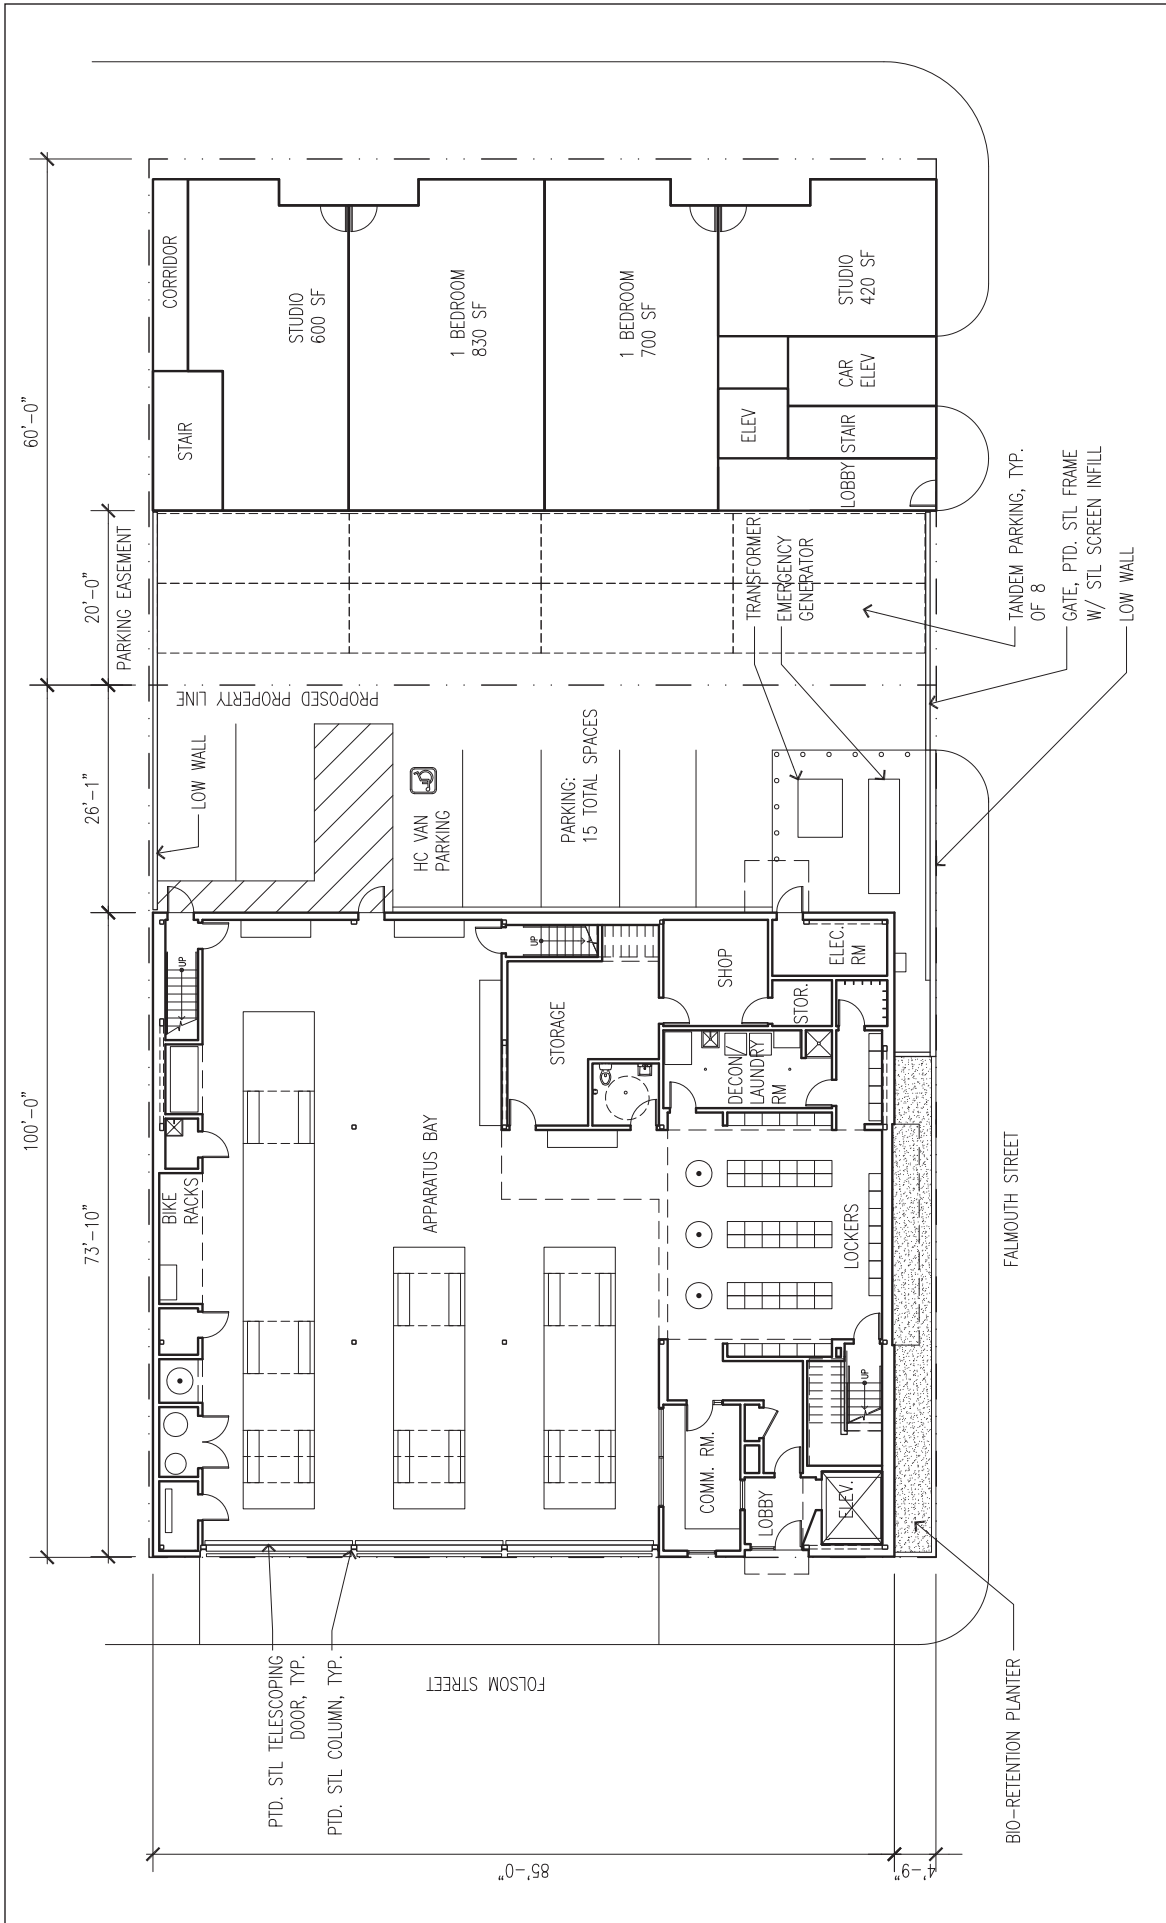 60'-0"
100'-0"
20'-0"
26'-1"
73'-10"
PARKING EASEMENT
CORRIDOR
STAIR
STUDIO
600 SF
1 BEDROOM
830 SF
1 BEDROOM
700 SF
STUDIO
420 SF
CAR
ELEV
ELEV
STAIR
LOBBY
TRANSFORMER
EMERGENCY
GENERATOR
TANDEM PARKING, TYP.
OF 8
GATE, PTD. STL FRAME
W/ STL SCREEN INFILL
LOW WALL
PROPOSED PROPERTY LINE
LOW WALL
HC VAN
PARKING
PARKING:
15 TOTAL SPACES
UP
UP
SHOP
ELEC.
RM
STORAGE
STOR.
DECON/
LAUNDRY
RM
BIKE
RACKS
APPARATUS BAY
LOCKERS
UP
COMM. RM.
LOBBY
ELEV.
FALMOUTH STREET
FOLSOM STREET
PTD. STL TELESCOPING
DOOR, TYP.
PTD. STL COLUMN, TYP.
BIO-RETENTION PLANTER
85'-0"
4'-9"